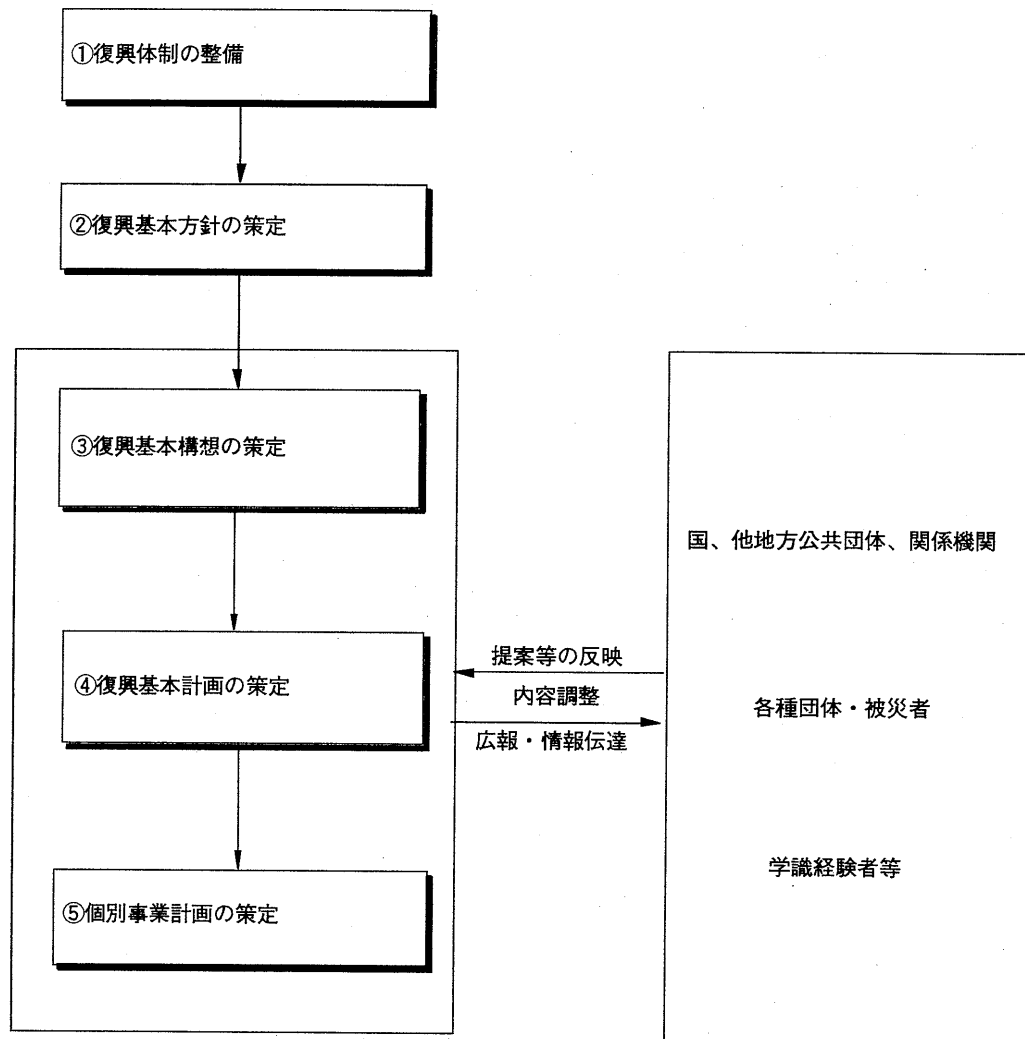 ①復興体制の整備
②復興基本方針の策定
③復興基本構想の策定
④復興基本計画の策定
⑤個別事業計画の策定
提案等の反映
内容調整
広報・情報伝達
国、他地方公共団体、関係機関
各種団体・被災者
学識経験者等